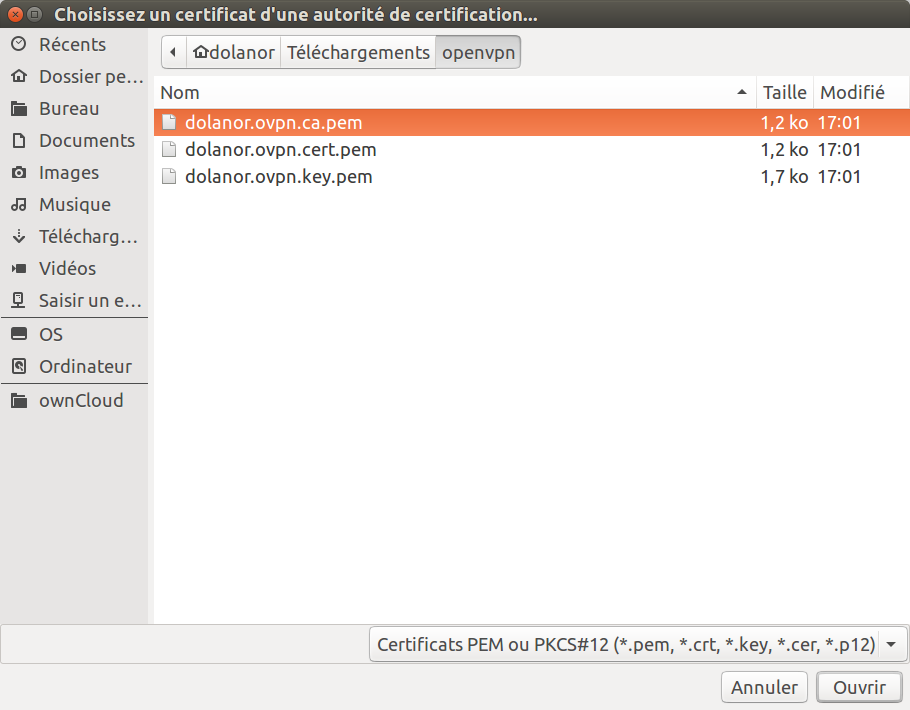 Choisissez un certificat d'une autorité de certification...
Récents
Dossier pe...
Bureau
Documents
Images
Musique
Télécharg...
Vidéos
Saisir un e...
OS
Ordinateur
ownCloud
dolanor Téléchargements openvpn
Nom Taille Modifié
dolanor.ovpn.ca.pem 1,2 ko 17:01
dolanor.ovpn.cert.pem 1,2 ko 17:01
dolanor.ovpn.key.pem 1,7 ko 17:01
Certificats PEM ou PKCS#12 (*.pem, *.crt, *.key, *.cer, *.p12)
Annuler Ouvrir